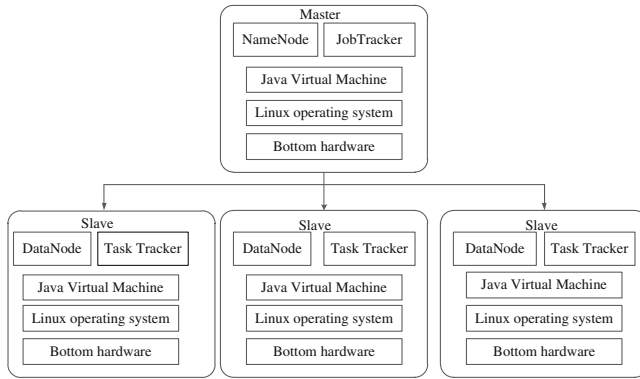 Master
NameNode JobTracker
Java Virtual Machine
Linux operating system
Bottom hardware
Slave
DataNode Task Tracker
Java Virtual Machine
Linux operating system
Bottom hardware
Slave
DataNode Task Tracker
Java Virtual Machine
Linux operating system
Bottom hardware
Slave
DataNode Task Tracker
Java Virtual Machine
Linux operating system
Bottom hardware